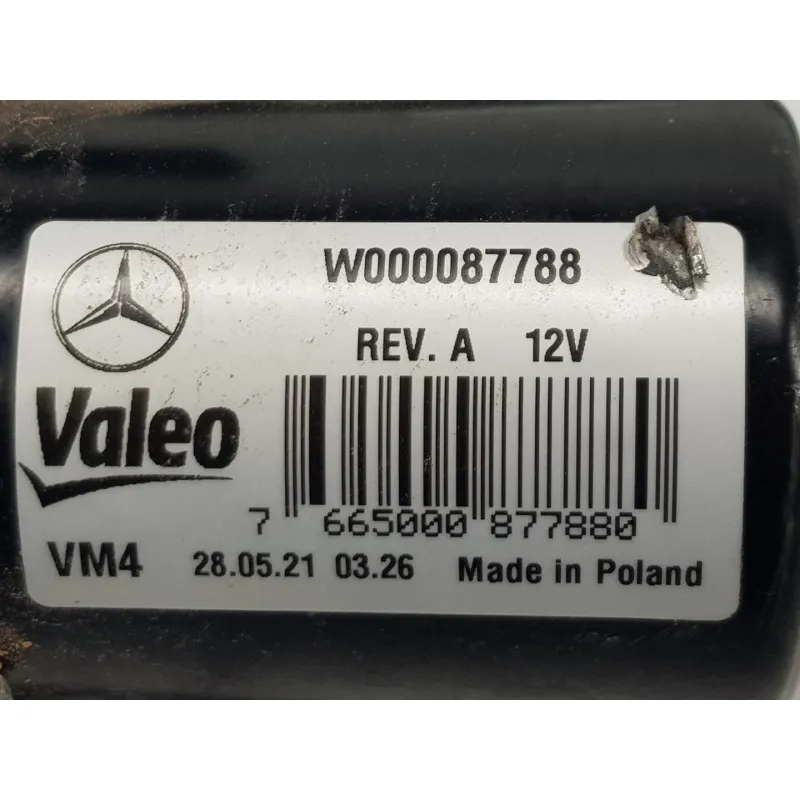 W000087788
REV. A 12V
Valeo
7 665000 877880
VM4 28.05.21 03.26 Made in Poland